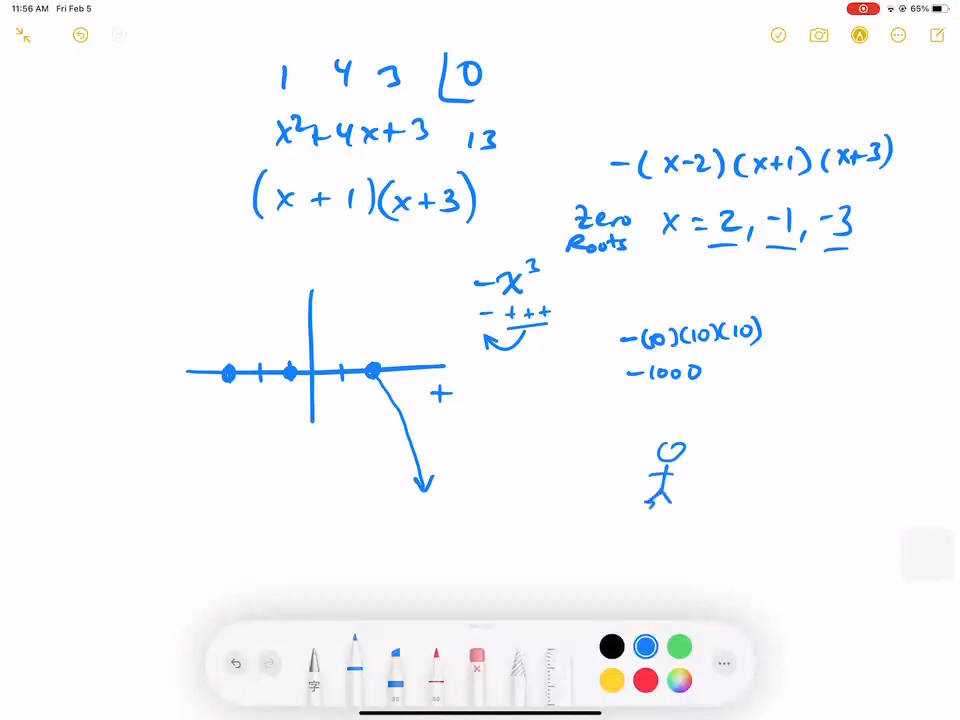 11:56 AM Fri Feb 5
65%
1 4 3 0
x²+4x+3 13
(x + 1)(x+3)
-(x-2)(x+1)(x+3)
Zero
Roots
x = 2, -1, -3
-x³
- + + +
-(10)(10)(10)
-1000
+
字